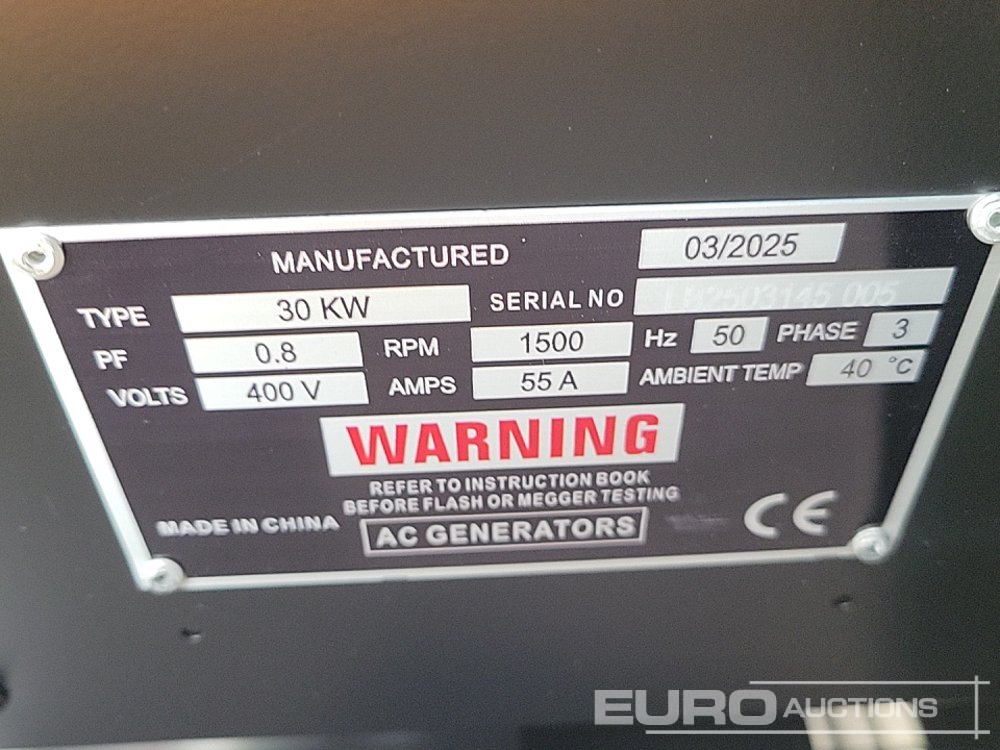 MANUFACTURED 03/2025
TYPE 30 KW SERIAL NO LB2503145 005
PF 0.8 RPM 1500 Hz 50 PHASE 3
VOLTS 400 V AMPS 55 A AMBIENT TEMP 40 °C
WARNING
REFER TO INSTRUCTION BOOK
BEFORE FLASH OR MEGGER TESTING
MADE IN CHINA AC GENERATORS CE
EURO AUCTIONS